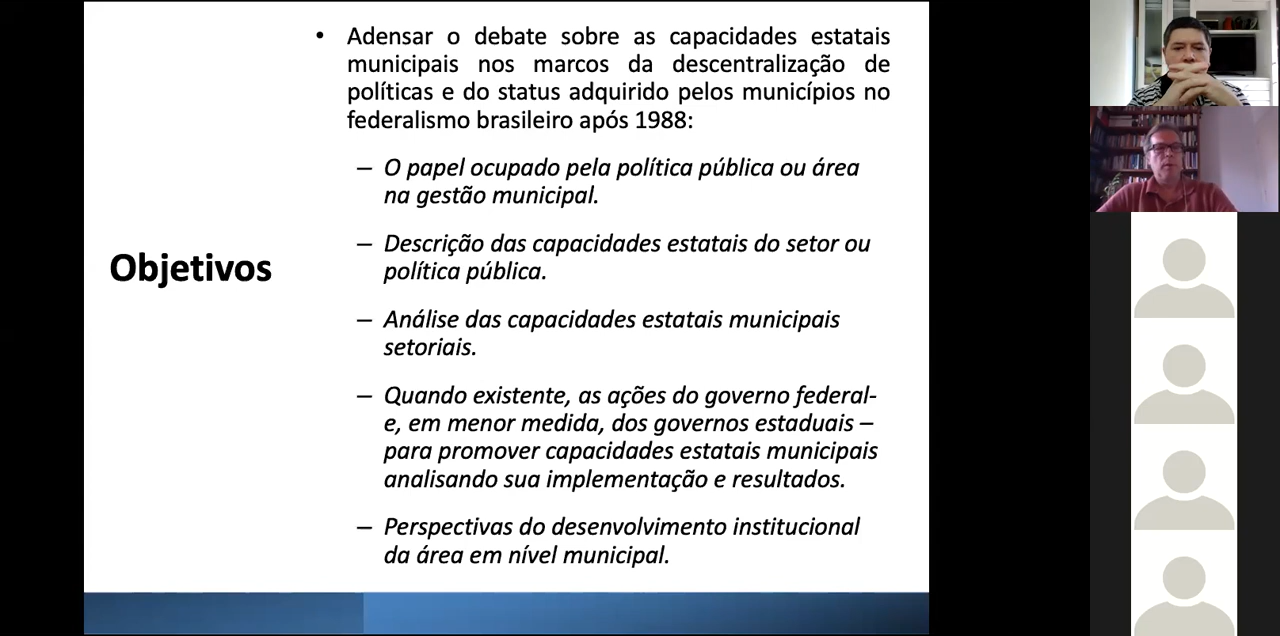 • Adensar o debate sobre as capacidades estatais
municipais nos marcos da descentralização de
políticas e do status adquirido pelos municípios no
federalismo brasileiro após 1988:
– O papel ocupado pela política pública ou área
na gestão municipal.
– Descrição das capacidades estatais do setor ou
política pública.
Objetivos
– Análise das capacidades estatais municipais
setoriais.
– Quando existente, as ações do governo federal-
e, em menor medida, dos governos estaduais –
para promover capacidades estatais municipais
analisando sua implementação e resultados.
– Perspectivas do desenvolvimento institucional
da área em nível municipal.